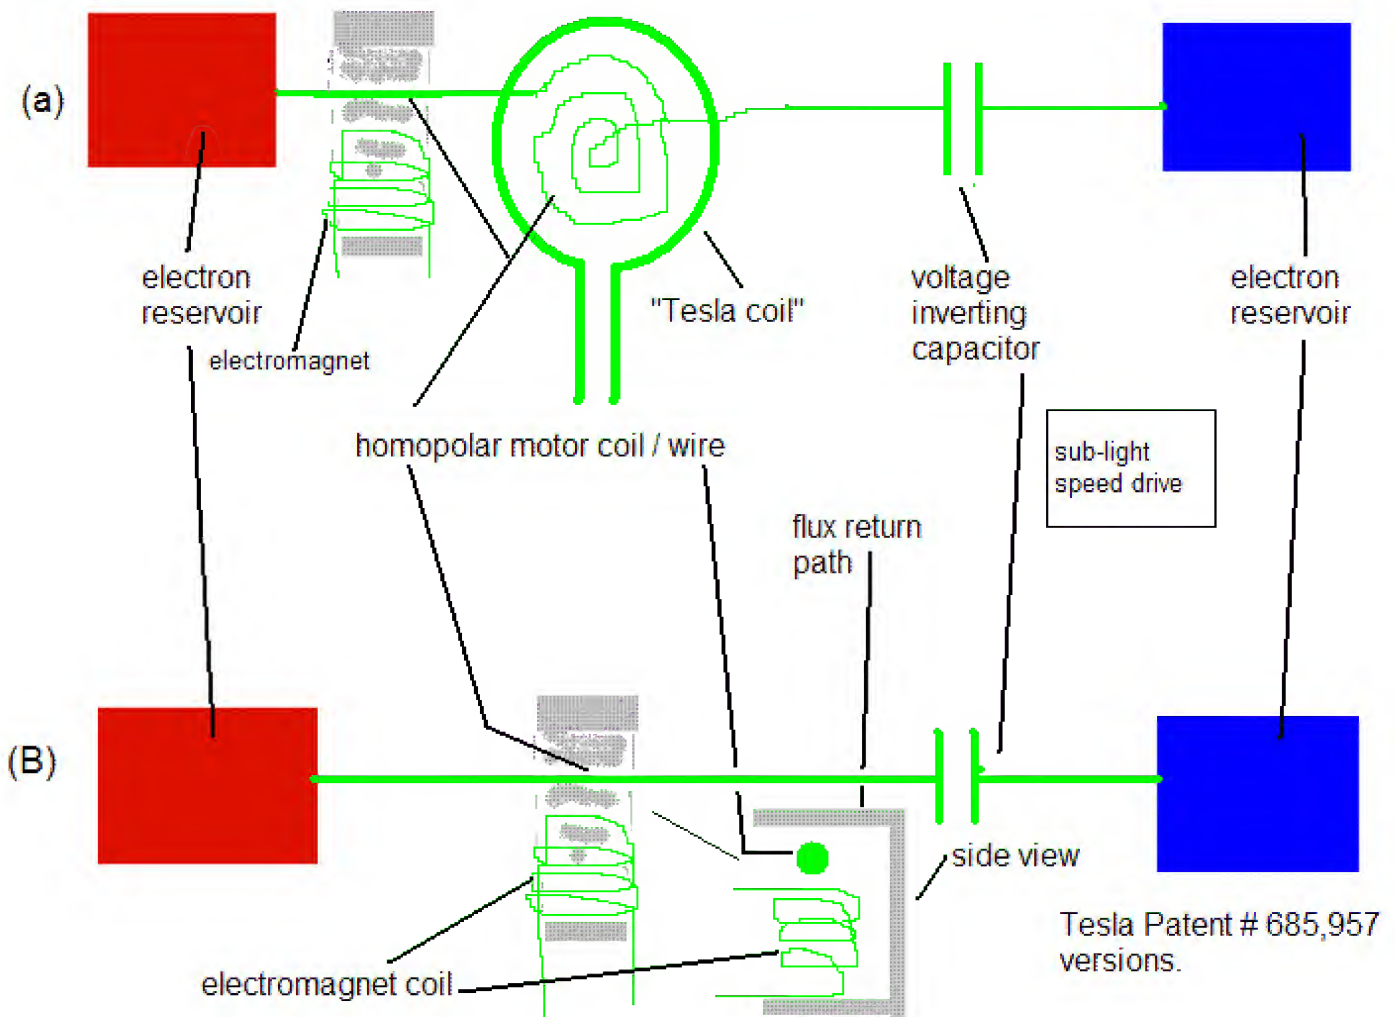 (a)
electron
reservoir
electromagnet
"Tesla coil"
voltage
inverting
capacitor
electron
reservoir
homopolar motor coil / wire
sub-light
speed drive
flux return
path
(B)
side view
electromagnet coil
Tesla Patent # 685,957
versions.